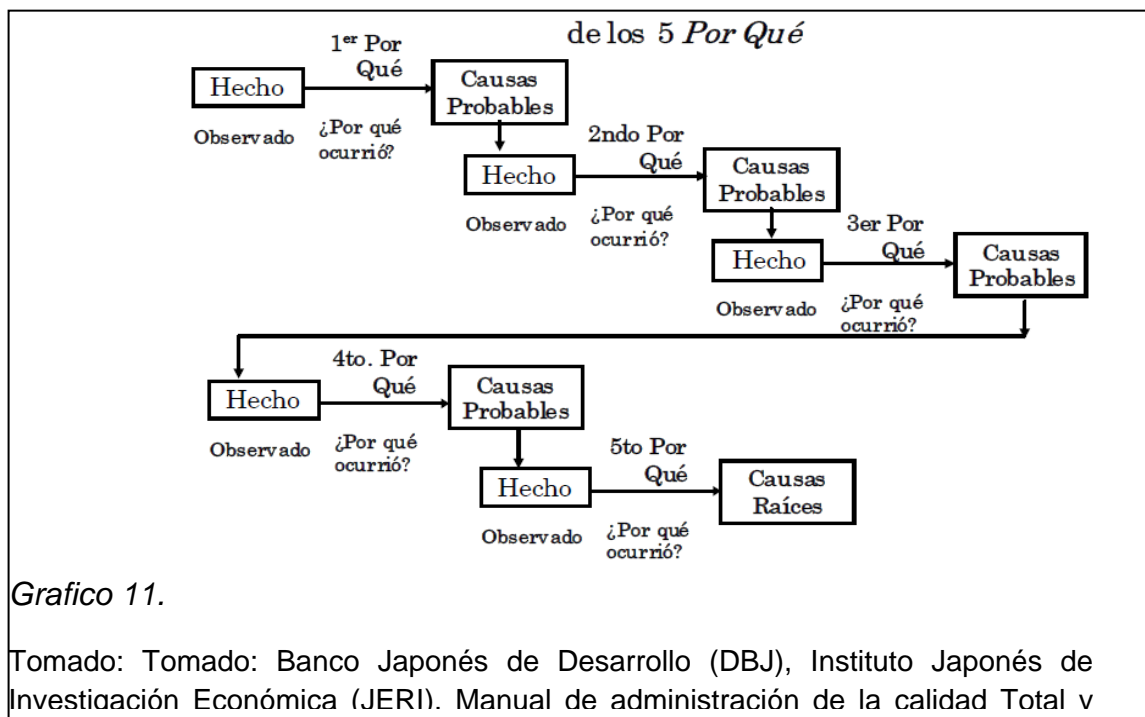 de los 5 Por Qué
1er Por
Qué
Hecho
Observado
¿Por qué
ocurrió?
Causas
Probables
Hecho
Observado
2ndo Por
Qué
¿Por qué
ocurrió?
Causas
Probables
Hecho
Observado
3er Por
Qué
¿Por qué
ocurrió?
Causas
Probables
Hecho
Observado
4to. Por
Qué
¿Por qué
ocurrió?
Causas
Probables
Hecho
Observado
5to Por
Qué
¿Por qué
ocurrió?
Causas
Raíces
Grafico 11.
Tomado: Tomado: Banco Japonés de Desarrollo (DBJ), Instituto Japonés de
Investigación Económica (JERI). Manual de administración de la calidad Total y